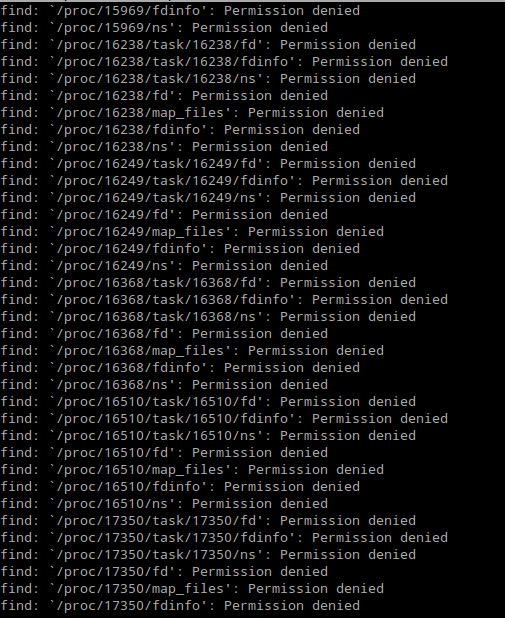 find: `/proc/15969/fdinfo': Permission denied
find: `/proc/15969/ns': Permission denied
find: `/proc/16238/task/16238/fd': Permission denied
find: `/proc/16238/task/16238/fdinfo': Permission denied
find: `/proc/16238/task/16238/ns': Permission denied
find: `/proc/16238/fd': Permission denied
find: `/proc/16238/map_files': Permission denied
find: `/proc/16238/fdinfo': Permission denied
find: `/proc/16238/ns': Permission denied
find: `/proc/16249/task/16249/fd': Permission denied
find: `/proc/16249/task/16249/fdinfo': Permission denied
find: `/proc/16249/task/16249/ns': Permission denied
find: `/proc/16249/fd': Permission denied
find: `/proc/16249/map_files': Permission denied
find: `/proc/16249/fdinfo': Permission denied
find: `/proc/16249/ns': Permission denied
find: `/proc/16368/task/16368/fd': Permission denied
find: `/proc/16368/task/16368/fdinfo': Permission denied
find: `/proc/16368/task/16368/ns': Permission denied
find: `/proc/16368/fd': Permission denied
find: `/proc/16368/map_files': Permission denied
find: `/proc/16368/fdinfo': Permission denied
find: `/proc/16368/ns': Permission denied
find: `/proc/16510/task/16510/fd': Permission denied
find: `/proc/16510/task/16510/fdinfo': Permission denied
find: `/proc/16510/task/16510/ns': Permission denied
find: `/proc/16510/fd': Permission denied
find: `/proc/16510/map_files': Permission denied
find: `/proc/16510/fdinfo': Permission denied
find: `/proc/16510/ns': Permission denied
find: `/proc/17350/task/17350/fd': Permission denied
find: `/proc/17350/task/17350/fdinfo': Permission denied
find: `/proc/17350/task/17350/ns': Permission denied
find: `/proc/17350/fd': Permission denied
find: `/proc/17350/map_files': Permission denied
find: `/proc/17350/fdinfo': Permission denied